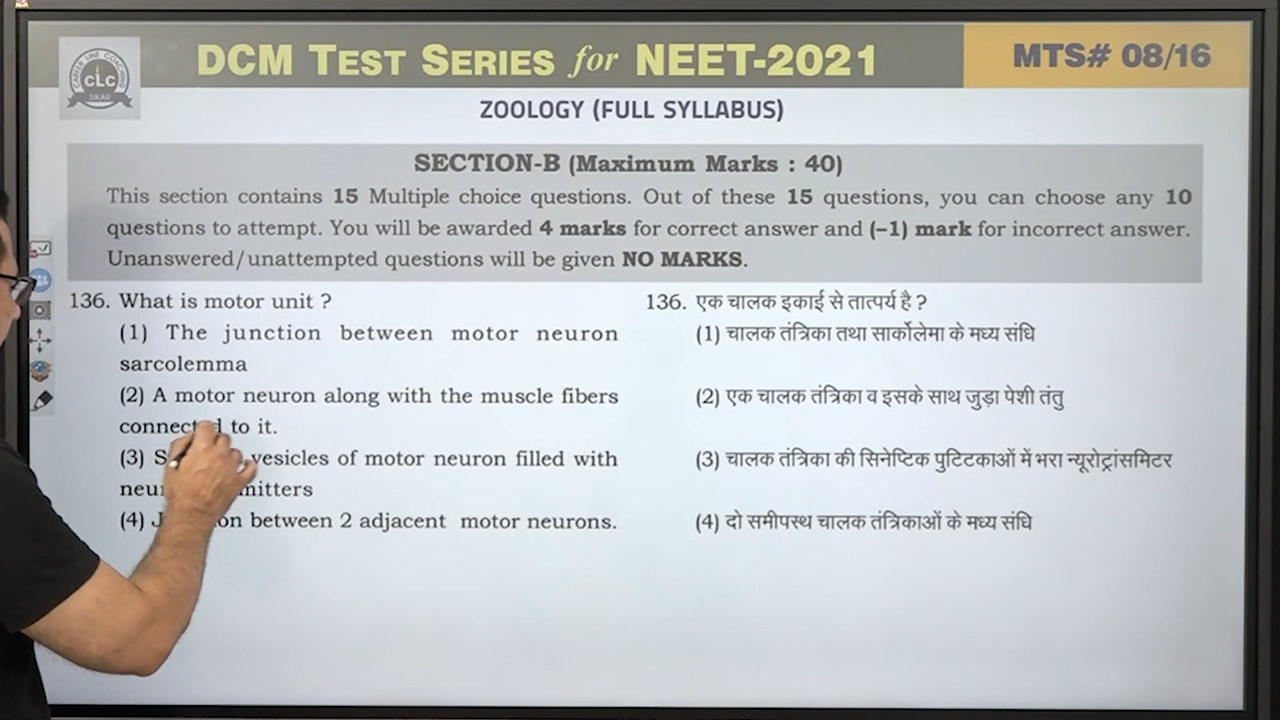 DCM TEST SERIES for NEET-2021
MTS# 08/16
CAREER LINE COACHING
CLC
SIKAR
ZOOLOGY (FULL SYLLABUS)
SECTION-B (Maximum Marks : 40)
This section contains 15 Multiple choice questions. Out of these 15 questions, you can choose any 10
questions to attempt. You will be awarded 4 marks for correct answer and (–1) mark for incorrect answer.
Unanswered/unattempted questions will be given NO MARKS.
136. What is motor unit ?
(1) The junction between motor neuron
sarcolemma
(2) A motor neuron along with the muscle fibers
to it.
(3) vesicles of motor neuron filled with
(4) between 2 adjacent motor neurons.
136. एक चालक इकाई से तात्पर्य है ?
(1) चालक तंत्रिका तथा सार्कोलेमा के मध्य संधि
(2) एक चालक तंत्रिका व इसके साथ जुड़ा पेशी तंतु
(3) चालक तंत्रिका की सिनेप्टिक पुटिटकाओं में भरा न्यूरोट्रांसमिटर
(4) दो समीपस्थ चालक तंत्रिकाओं के मध्य संधि